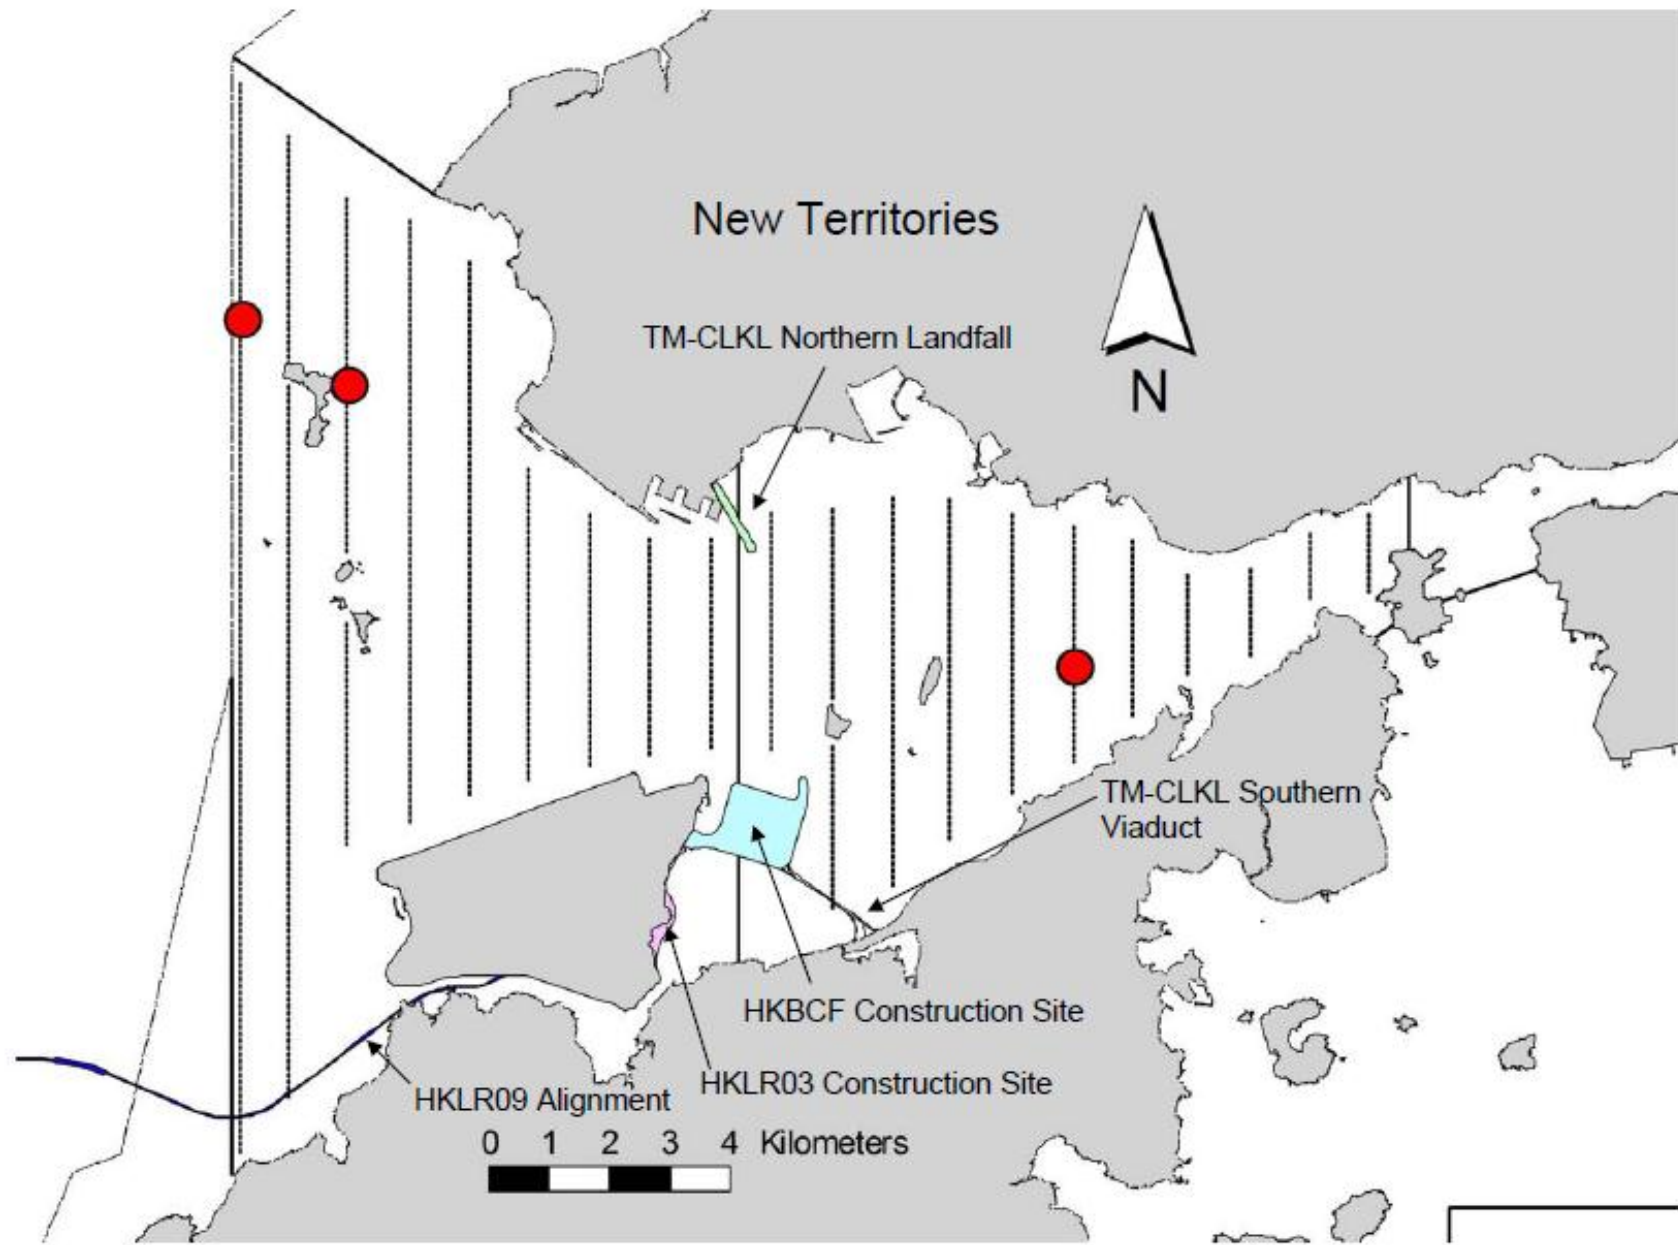 New Territories
TM-CLKL Northern Landfall
N
TM-CLKL Southern
Viaduct
HKBCF Construction Site
HKLR03 Construction Site
HKLR09 Alignment
0 1 2 3 4 Kilometers